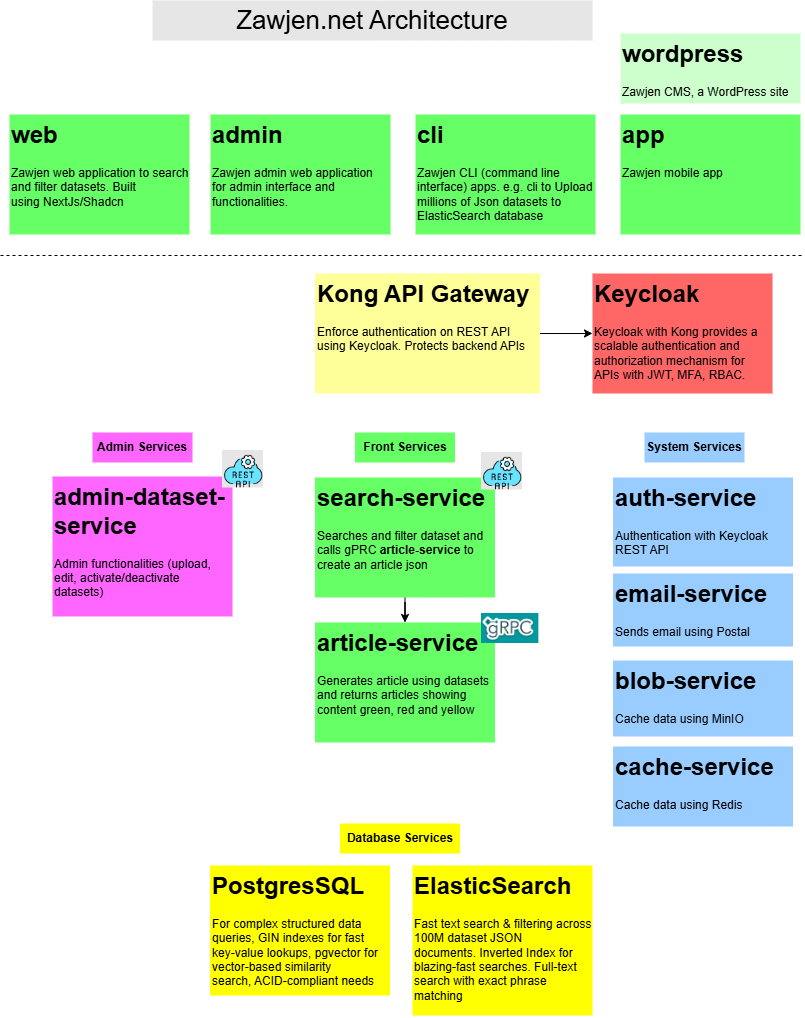 Zawjen.net Architecture
wordpress
Zawjen CMS, a WordPress site
web
Zawjen web application to search
and filter datasets. Built
using NextJs/Shadcn
admin
Zawjen admin web application
for admin interface and
functionalities.
cli
Zawjen CLI (command line
interface) apps. e.g. cli to Upload
millions of Json datasets to
ElasticSearch database
app
Zawjen mobile app
Kong API Gateway
Enforce authentication on REST API
using Keycloak. Protects backend APIs
Keycloak
Keycloak with Kong provides a
scalable authentication and
authorization mechanism for
APIs with JWT, MFA, RBAC.
Admin Services
REST
API
admin-dataset-
service
Admin functionalities (upload,
edit, activate/deactivate
datasets)
Front Services
REST
API
search-service
Searches and filter dataset and
calls gPRC article-service to
create an article json
gRPC
article-service
Generates article using datasets
and returns articles showing
content green, red and yellow
System Services
auth-service
Authentication with Keycloak
REST API
email-service
Sends email using Postal
blob-service
Cache data using MinIO
cache-service
Cache data using Redis
Database Services
PostgresSQL
For complex structured data
queries, GIN indexes for fast
key-value lookups, pgvector for
vector-based similarity
search, ACID-compliant needs
ElasticSearch
Fast text search & filtering across
100M dataset JSON
documents. Inverted Index for
blazing-fast searches. Full-text
search with exact phrase
matching